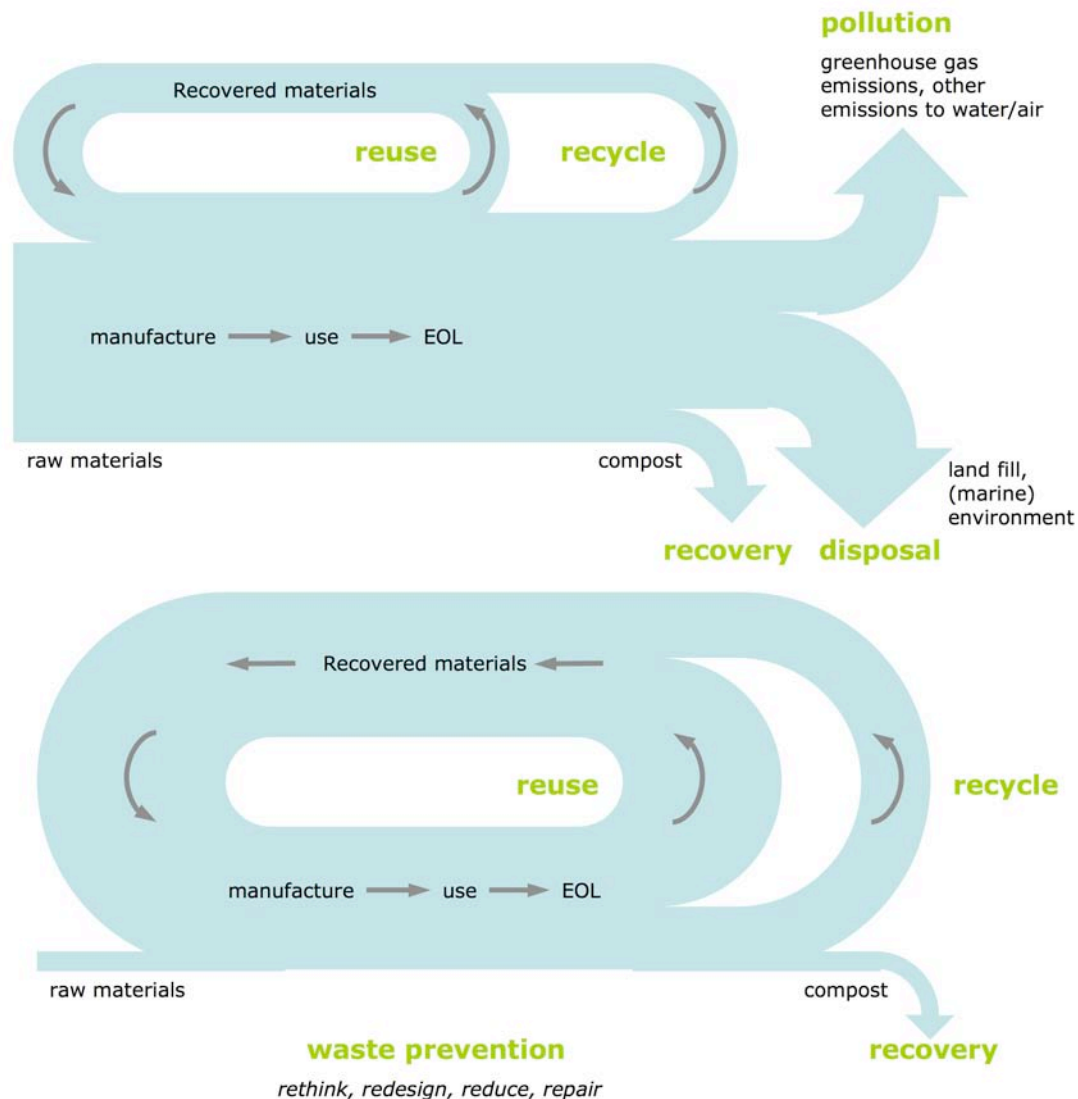 pollution
greenhouse gas
emissions, other
emissions to water/air
Recovered materials
reuse
recycle
manufacture
use
EOL
raw materials
compost
land fill,
(marine)
environment
recovery
disposal
Recovered materials
reuse
recycle
manufacture
use
EOL
raw materials
compost
waste prevention
recovery
rethink, redesign, reduce, repair